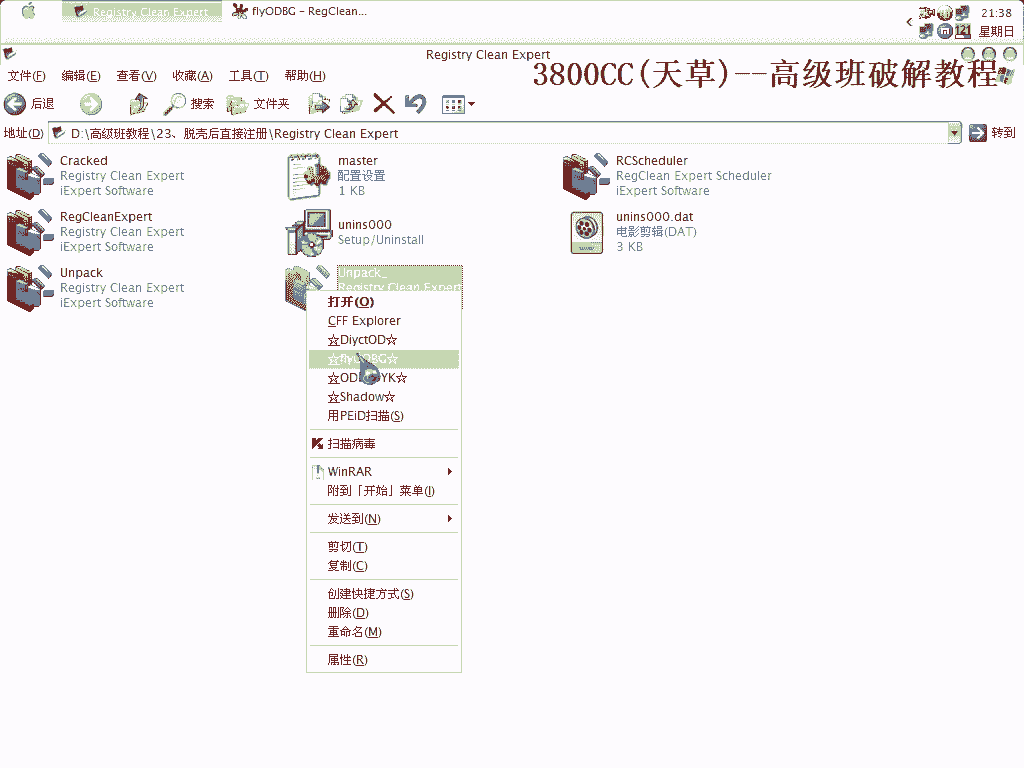 Registry Clean Expert
flyODBG - RegClean...
21:38
星期日
Registry Clean Expert
3800CC(天草)--高级班破解教程
文件(F) 编辑(E) 查看(V) 收藏(A) 工具(T) 帮助(H)
后退 搜索 文件夹
地址(D) D:\高级班教程\23、脱壳后直接注册\Registry Clean Expert 转到
Cracked
Registry Clean Expert
iExpert Software
master
配置设置
1 KB
RCScheduler
RegClean Expert Scheduler
iExpert Software
RegCleanExpert
Registry Clean Expert
iExpert Software
unins000
Setup/Uninstall
unins000.dat
电影剪辑(DAT)
3 KB
Unpack
Registry Clean Expert
iExpert Software
Unpack_
Registry Clean Expert
打开(O)
CFF Explorer
☆DiyctOD☆
☆flyODBG☆
☆Shadow☆
用PEiD扫描(S)
扫描病毒
WinRAR
附到「开始」菜单(I)
发送到(N)
剪切(T)
复制(C)
创建快捷方式(S)
删除(D)
重命名(M)
属性(R)